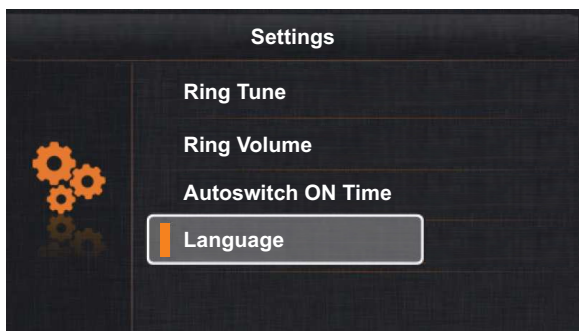 Settings
Ring Tune
Ring Volume
Autoswitch ON Time
Language